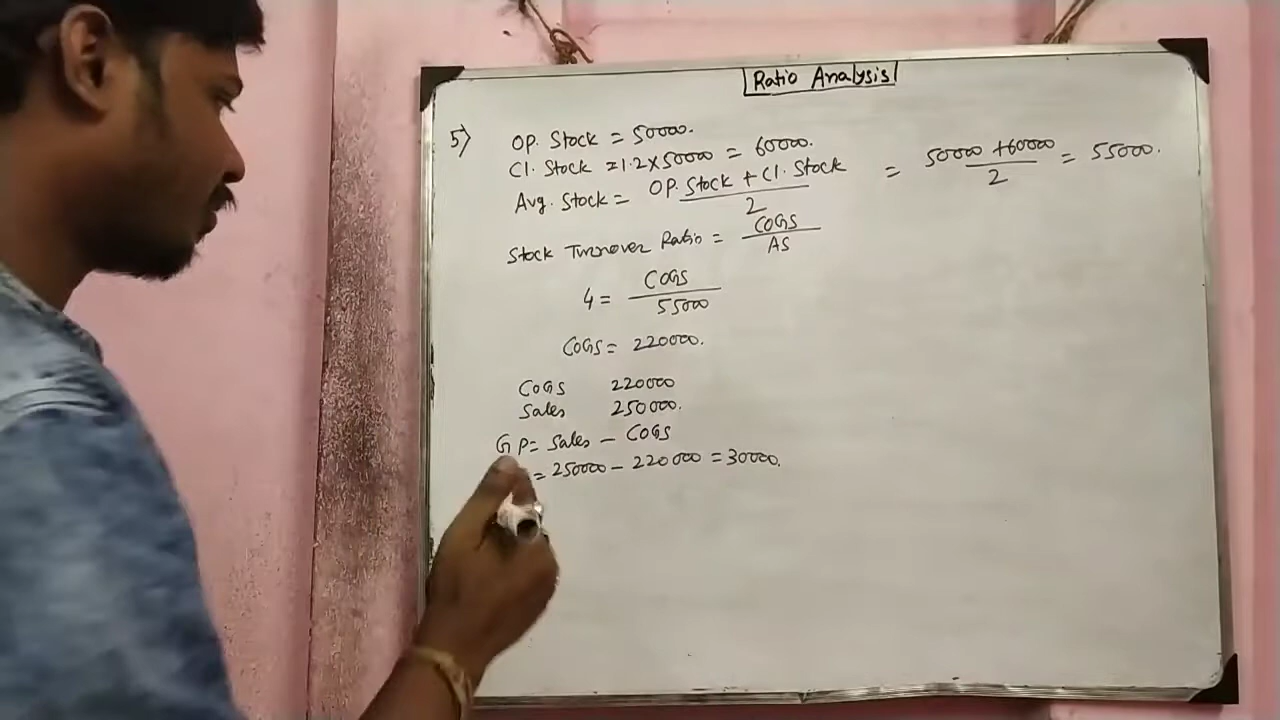 Ratio Analysis
5) OP. Stock = 50000.
Cl. Stock = 1.2 x 50000 = 60000.
Avg. Stock = OP. Stock + Cl. Stock / 2 = 50000 + 60000 / 2 = 55000.
Stock Turnover Ratio = COGS / AS
4 = COGS / 55000
COGS = 220000.
COGS 220000
Sales 250000.
GP = Sales - COGS
= 250000 - 220000 = 30000.